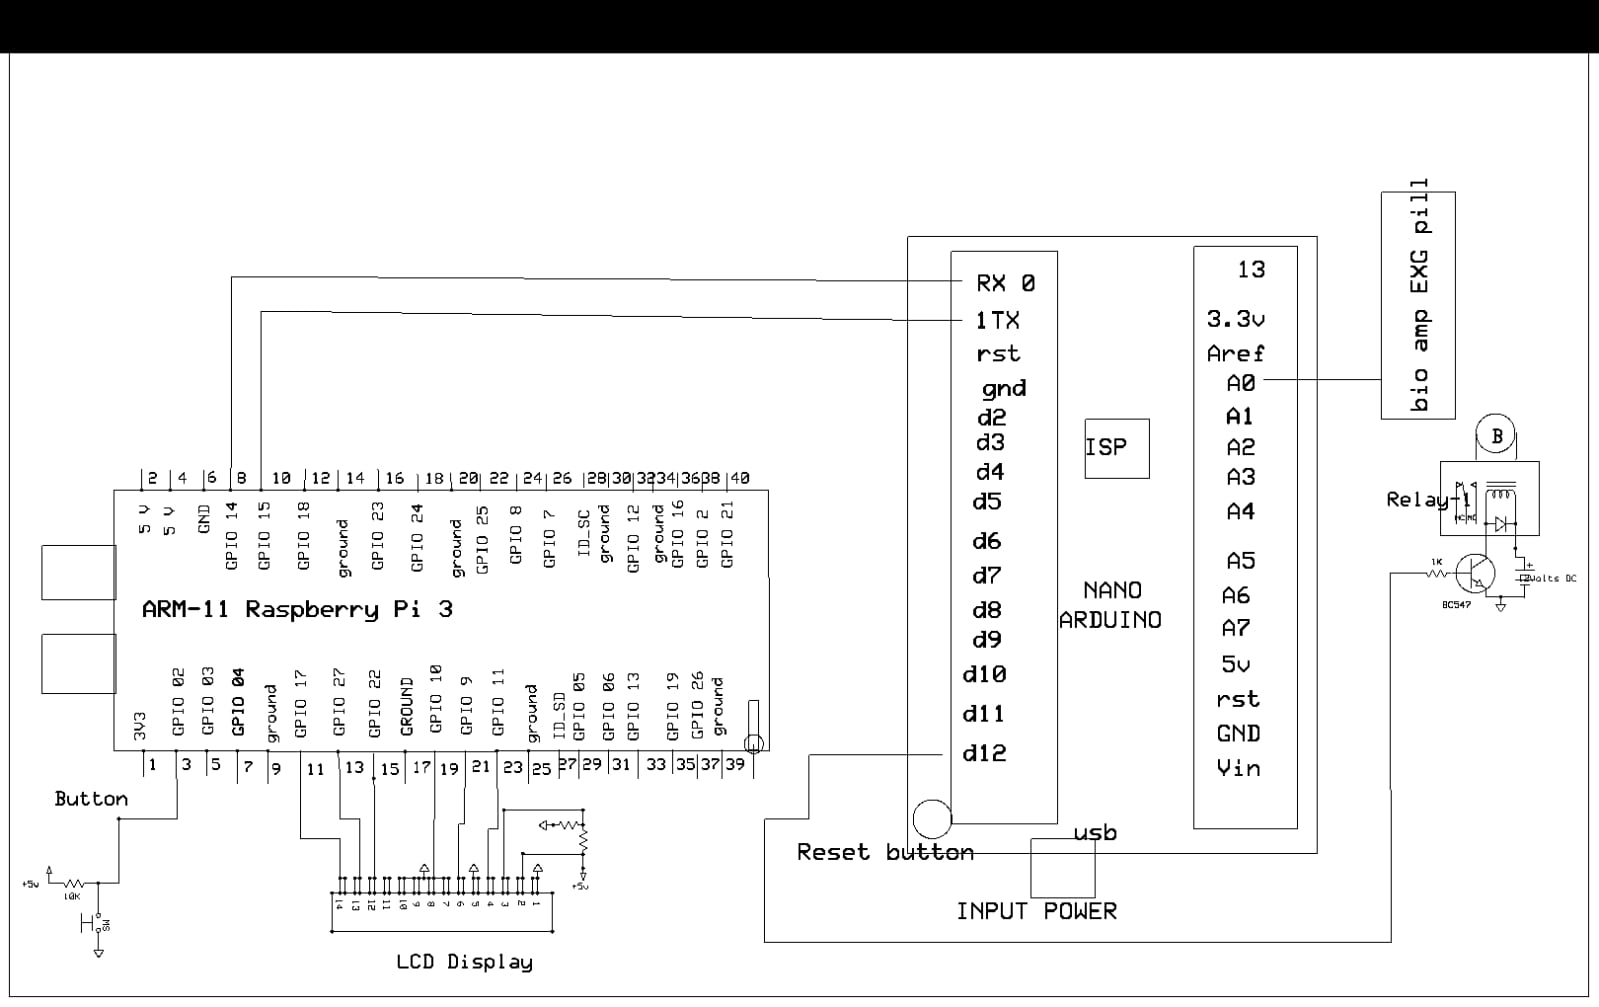 bio amp EXG pill
RX 0
1TX
rst
gnd
d2
d3
d4
d5
d6
d7
d8
d9
d10
d11
d12
ISP
NANO
ARDUINO
13
3.3v
Aref
A0
A1
A2
A3
A4
A5
A6
A7
5v
rst
GND
Vin
B
Relay-1
1K
BC547
+
Volts DC
2 4 6 8 10 12 14 16 18 20 22 24 26 28 30 32 34 36 38 40
5 V
5 V
GND
GPIO 14
GPIO 15
GPIO 18
ground
GPIO 23
GPIO 24
ground
GPIO 25
GPIO 8
GPIO 7
ID_SC
ground
GPIO 12
ground
GPIO 16
GPIO 2
GPIO 21
ARM-11 Raspberry Pi 3
3V3
GPIO 02
GPIO 03
GPIO 04
ground
GPIO 17
GPIO 27
GPIO 22
GROUND
GPIO 10
GPIO 9
GPIO 11
ground
ID_SD
GPIO 05
GPIO 06
GPIO 13
GPIO 19
GPIO 26
ground
1 3 5 7 9 11 13 15 17 19 21 23 25 27 29 31 33 35 37 39
Button
+5v
10K
+5v
14 13 12 11 10 9 8 7 6 5 4 3 2 1
LCD Display
Reset button
usb
INPUT POWER